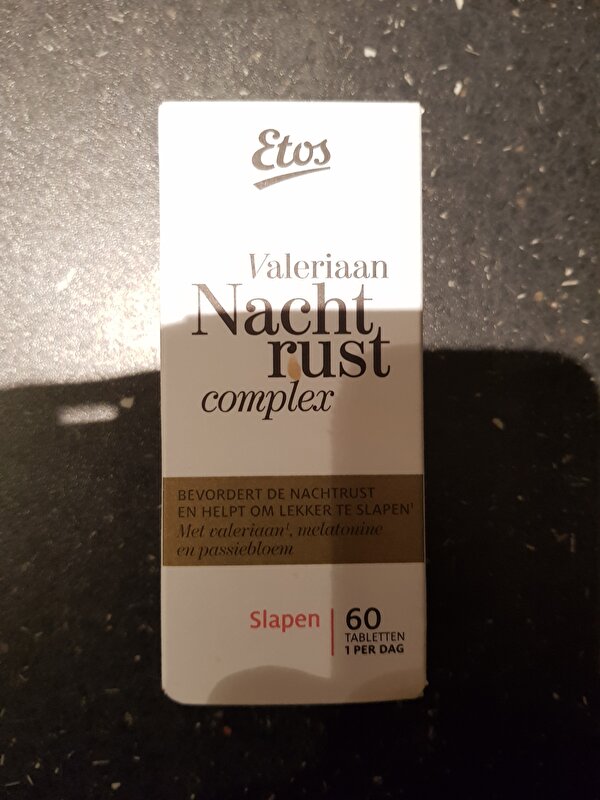 Etos
Valeriaan
Nacht
rust
complex
BEVORDERT DE NACHTRUST
EN HELPT OM LEKKER TE SLAPEN¹
Met valeriaan¹, melatonine
en passiebloem
Slapen
60
TABLETTEN
1 PER DAG